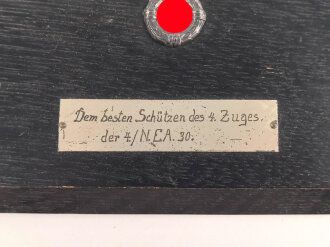 Dem besten Schützen des 4. Zuges.
der 4/N.E.A. 30.